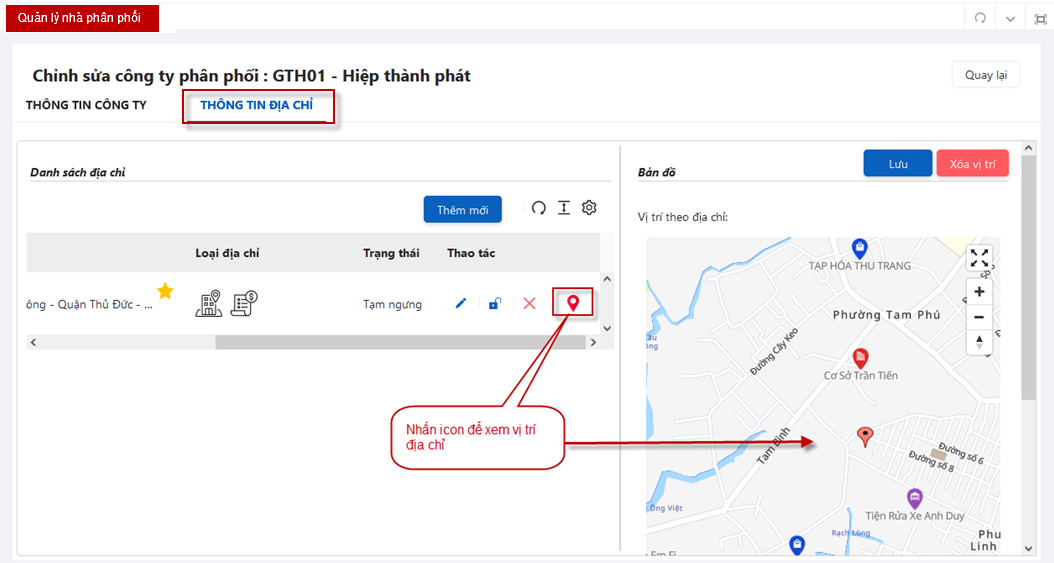 Quản lý nhà phân phối
Chỉnh sửa công ty phân phối : GTH01 - Hiệp thành phát
Quay lại
THÔNG TIN CÔNG TY
THÔNG TIN ĐỊA CHỈ
Danh sách địa chỉ
Thêm mới
Loại địa chỉ
Trạng thái
Thao tác
ông - Quận Thủ Đức - ...
Tạm ngưng
Nhấn icon để xem vị trí
địa chỉ
Bản đồ
Lưu
Xóa vị trí
Vị trí theo địa chỉ:
TẠP HÓA THU TRANG
Phường Tam Phú
Đường Cây Keo
Cơ Sở Trần Tiến
Tam Bình
Đường số 6
Đường số 8
Ông Việt
Tiện Rửa Xe Anh Duy
Rạch Lùng
Phu
Linh